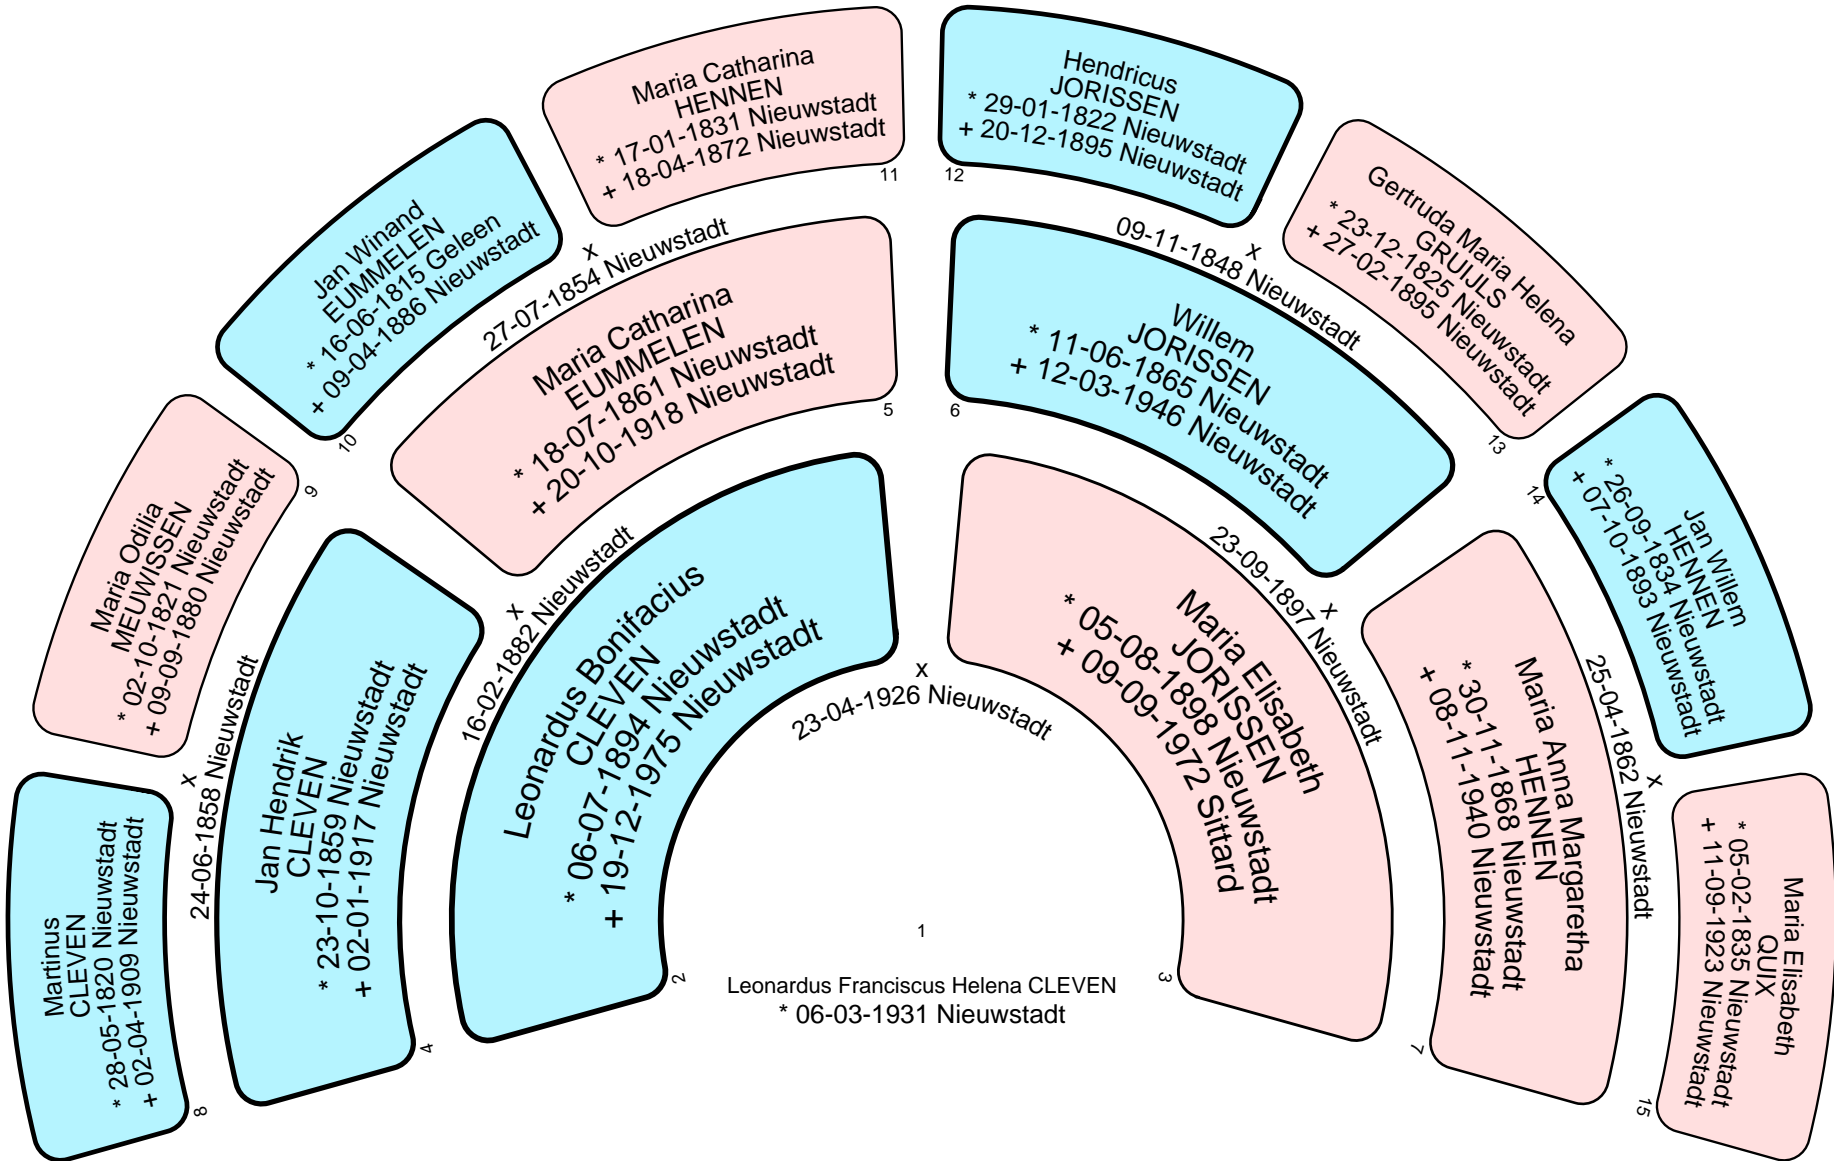 1
Leonardus Franciscus Helena CLEVEN
* 06-03-1931 Nieuwstadt
2
Leonardus Bonifacius
CLEVEN
* 06-07-1894 Nieuwstadt
+ 19-12-1975 Nieuwstadt
x
23-04-1926 Nieuwstadt
3
Maria Elisabeth
JORISSEN
* 05-08-1898 Nieuwstadt
+ 09-09-1972 Sittard
4
Jan Hendrik
CLEVEN
* 23-10-1859 Nieuwstadt
+ 02-01-1917 Nieuwstadt
x
16-02-1882 Nieuwstadt
5
Maria Catharina
EUMMELEN
* 18-07-1861 Nieuwstadt
+ 20-10-1918 Nieuwstadt
6
Willem
JORISSEN
* 11-06-1865 Nieuwstadt
+ 12-03-1946 Nieuwstadt
x
23-09-1897 Nieuwstadt
7
Maria Anna Margaretha
HENNEN
* 30-11-1868 Nieuwstadt
+ 08-11-1940 Nieuwstadt
8
Martinus
CLEVEN
* 28-05-1820 Nieuwstadt
+ 02-04-1909 Nieuwstadt
x
24-06-1858 Nieuwstadt
9
Maria Odilia
MEUWISSEN
* 02-10-1821 Nieuwstadt
+ 09-09-1880 Nieuwstadt
10
Jan Winand
EUMMELEN
* 16-06-1815 Geleen
+ 09-04-1886 Nieuwstadt
x
27-07-1854 Nieuwstadt
11
Maria Catharina
HENNEN
* 17-01-1831 Nieuwstadt
+ 18-04-1872 Nieuwstadt
12
Hendricus
JORISSEN
* 29-01-1822 Nieuwstadt
+ 20-12-1895 Nieuwstadt
x
09-11-1848 Nieuwstadt
13
Gertruda Maria Helena
GRUIJLS
* 23-12-1825 Nieuwstadt
+ 27-02-1895 Nieuwstadt
14
Jan Willem
HENNEN
* 26-09-1834 Nieuwstadt
+ 07-10-1893 Nieuwstadt
x
25-04-1862 Nieuwstadt
15
Maria Elisabeth
QUIX
* 05-02-1835 Nieuwstadt
+ 11-09-1923 Nieuwstadt